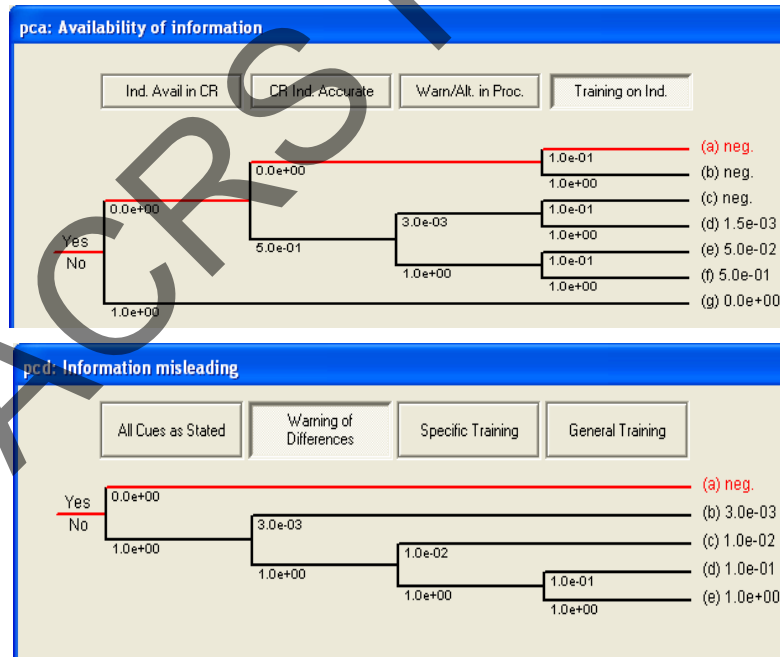 pca: Availability of information
Ind. Avail in CR CR Ind. Accurate Warn/Alt. in Proc. Training on Ind.
(a) neg.
1.0e-01
0.0e+00
(b) neg.
1.0e+00
(c) neg.
0.0e+00
1.0e-01
3.0e-03
(d) 1.5e-03
1.0e+00
Yes
5.0e-01
(e) 5.0e-02
No
1.0e-01
1.0e+00
(f) 5.0e-01
1.0e+00
(g) 0.0e+00
1.0e+00
pcd: Information misleading
All Cues as Stated Warning of Differences Specific Training General Training
(a) neg.
Yes
0.0e+00
(b) 3.0e-03
No
3.0e-03
1.0e+00
(c) 1.0e-02
1.0e-02
1.0e+00
(d) 1.0e-01
1.0e-01
1.0e+00
(e) 1.0e+00
1.0e+00
ACRST